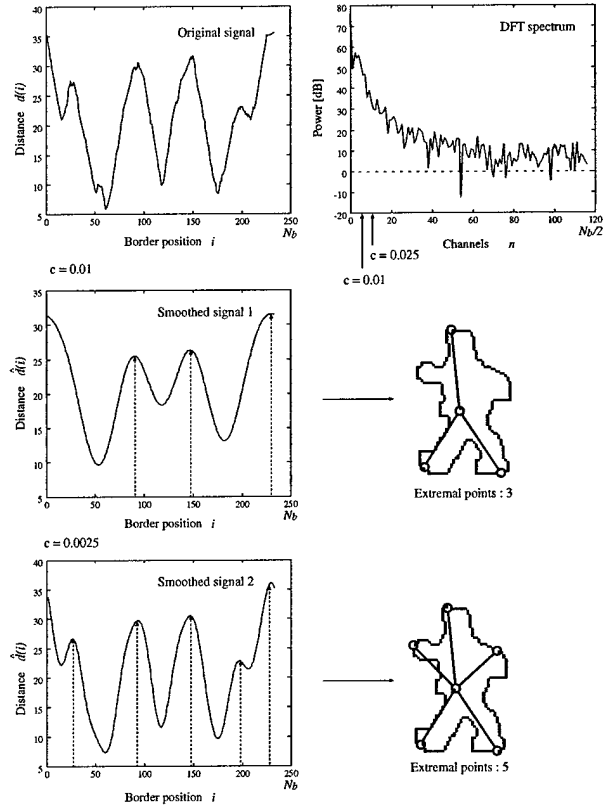 Original signal
Distance d(i)
40
35
30
25
20
15
10
5
0
50
100
150
200
250
Border position i
N_b
DFT spectrum
Power [dB]
80
70
60
50
40
30
20
10
0
-10
-20
0
20
40
60
80
100
120
Channels n
N_b/2
c = 0.025
c = 0.01
c = 0.01
Smoothed signal 1
Distance d̂(i)
35
30
25
20
15
10
5
0
50
100
150
200
250
Border position i
N_b
Extremal points : 3
c = 0.0025
Smoothed signal 2
Distance d̂(i)
40
35
30
25
20
15
10
5
0
50
100
150
200
250
Border position i
N_b
Extremal points : 5